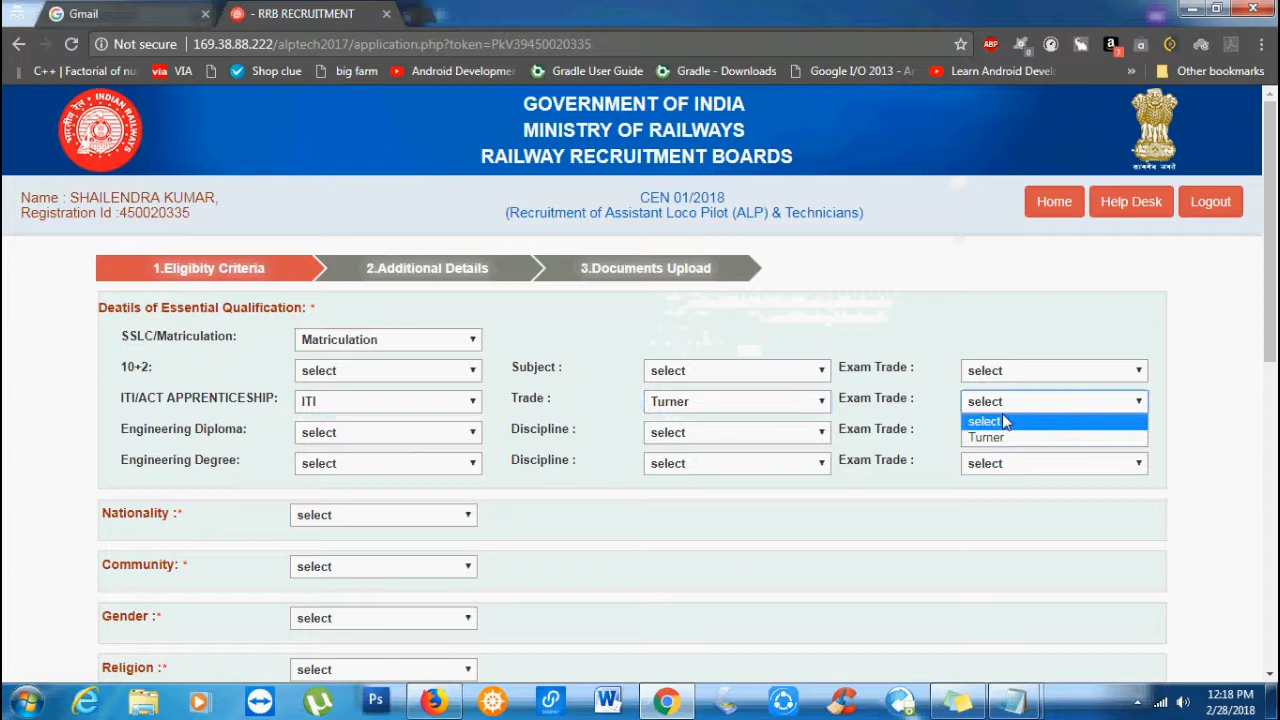 Gmail
- RRB RECRUITMENT
Not secure
169.38.88.222/alptech2017/application.php?token=PkV39450020335
C++ | Factorial of nu
VIA
Shop clue
big farm
Android Developme
Gradle User Guide
Gradle - Downloads
Google I/O 2013 - A
Learn Android Devel
Other bookmarks
GOVERNMENT OF INDIA
MINISTRY OF RAILWAYS
RAILWAY RECRUITMENT BOARDS
Name : SHAILENDRA KUMAR,
Registration Id :450020335
CEN 01/2018
(Recruitment of Assistant Loco Pilot (ALP) & Technicians)
Home
Help Desk
Logout
1.Eligibity Criteria
2.Additional Details
3.Documents Upload
Deatils of Essential Qualification: *
SSLC/Matriculation:
Matriculation
10+2:
select
Subject :
select
Exam Trade :
select
ITI/ACT APPRENTICESHIP:
ITI
Trade :
Turner
Exam Trade :
select
select
Turner
Engineering Diploma:
select
Discipline :
select
Exam Trade :
Engineering Degree:
select
Discipline :
select
Exam Trade :
select
Nationality :*
select
Community: *
select
Gender :*
select
Religion :*
select
12:18 PM
2/28/2018